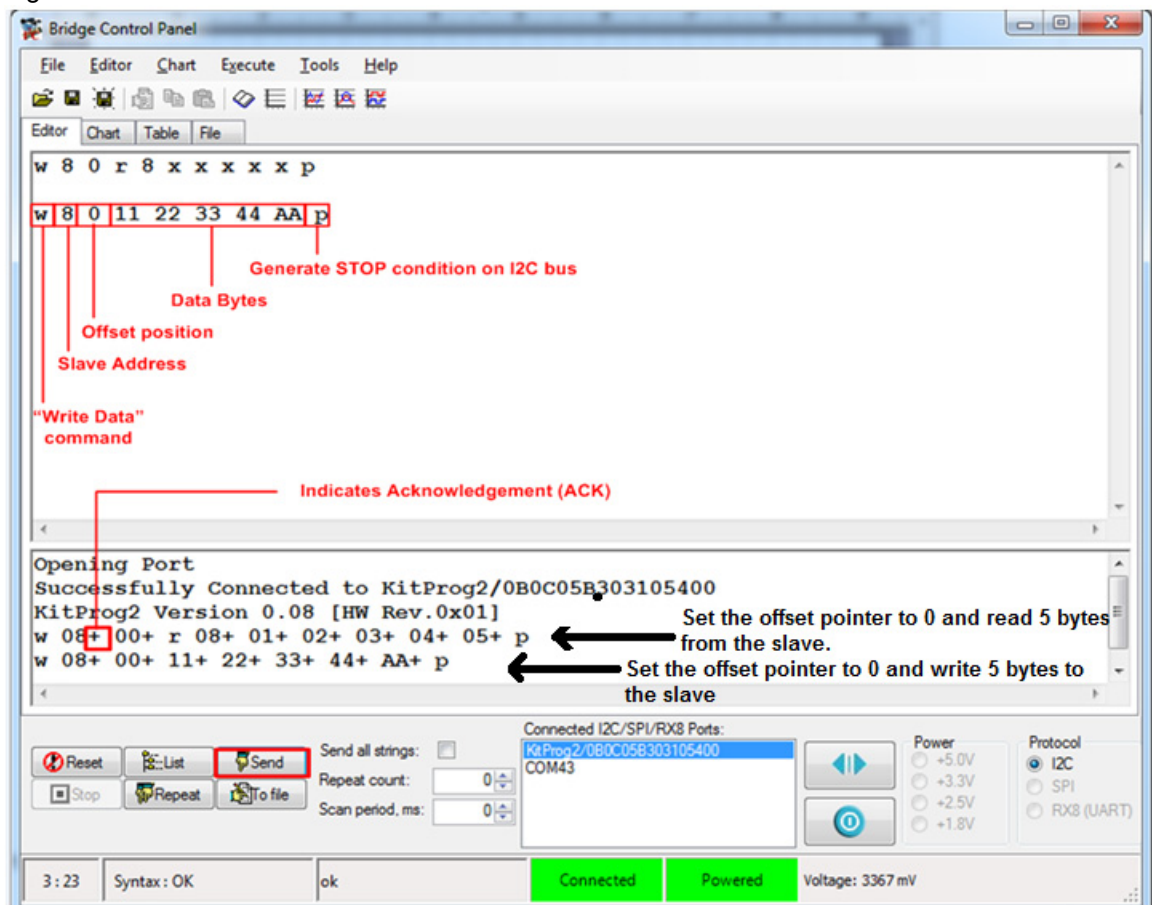 Bridge Control Panel
File Editor Chart Execute Tools Help
Editor Chart Table File
w 8 0 r 8 x x x x x p
w 8 0 11 22 33 44 AA p
Generate STOP condition on I2C bus
Data Bytes
Offset position
Slave Address
"Write Data"
command
Indicates Acknowledgement (ACK)
Opening Port
Successfully Connected to KitProg2/0B0C05B303105400
KitProg2 Version 0.08 [HW Rev.0x01]
w 08+ 00+ r 08+ 01+ 02+ 03+ 04+ 05+ p
Set the offset pointer to 0 and read 5 bytes
from the slave.
w 08+ 00+ 11+ 22+ 33+ 44+ AA+ p
Set the offset pointer to 0 and write 5 bytes to
the slave
Connected I2C/SPI/RX8 Ports:
Reset List Send
Stop Repeat To file
Send all strings:
Repeat count: 0
Scan period, ms: 0
KitProg2/0B0C05B303105400
COM43
Power
+5.0V
+3.3V
+2.5V
+1.8V
Protocol
I2C
SPI
RX8 (UART)
3 : 23 Syntax : OK ok Connected Powered Voltage: 3367 mV